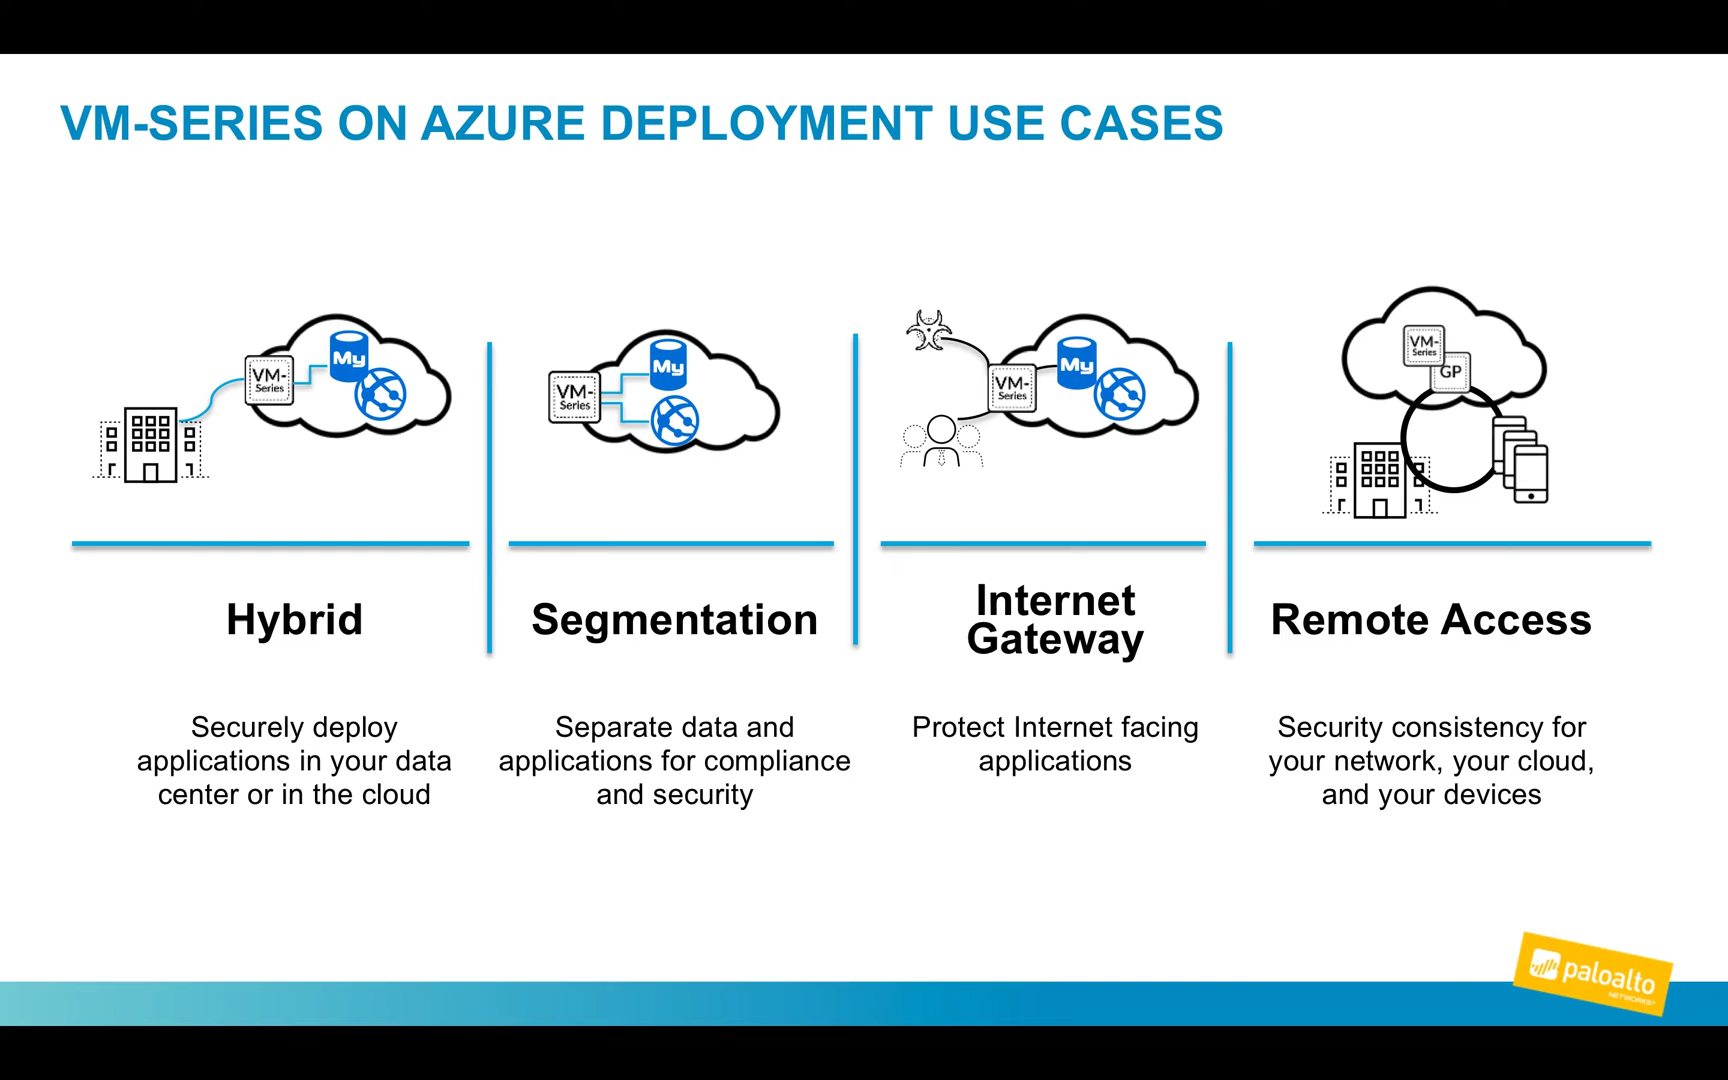 VM-SERIES ON AZURE DEPLOYMENT USE CASES
VM-
Series
My
VM-
Series
My
VM-
Series
My
VM-
Series
GP
Hybrid
Segmentation
Internet
Gateway
Remote Access
Securely deploy
applications in your data
center or in the cloud
Separate data and
applications for compliance
and security
Protect Internet facing
applications
Security consistency for
your network, your cloud,
and your devices
paloalto
NETWORKS®